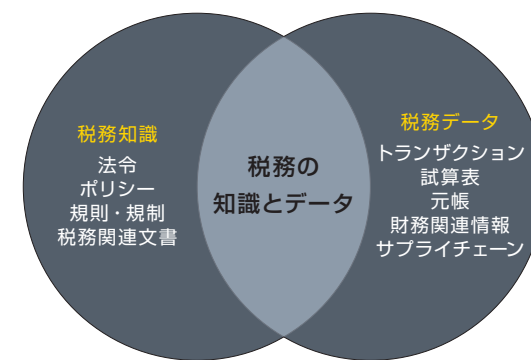 税務知識
法令
ポリシー
規則・規制
税務関連文書
税務の
知識とデータ
税務データ
トランザクション
試算表
元帳
財務関連情報
サプライチェーン